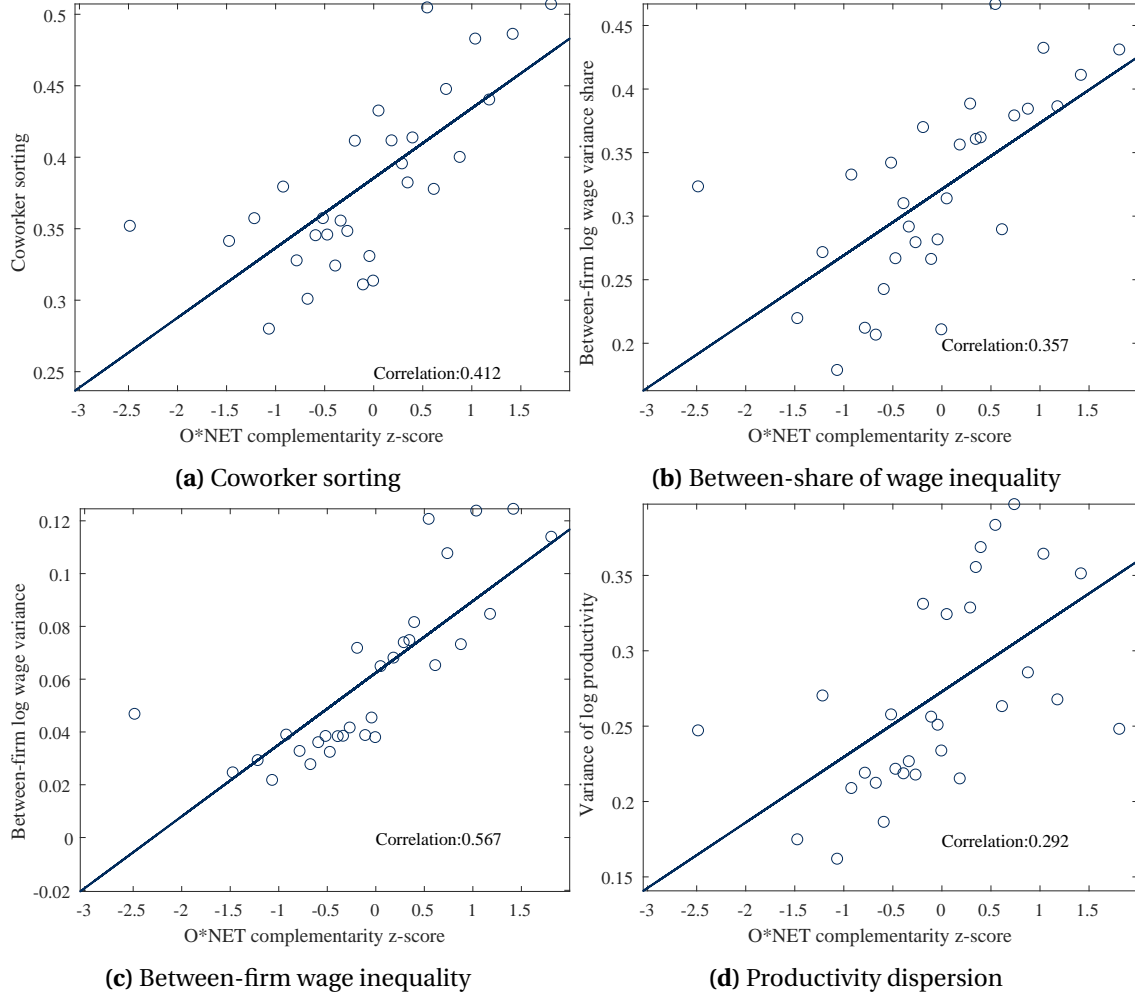 0.5
0.45
0.4
0.35
0.3
0.25
Coworker sorting
Correlation:0.412
-3 -2.5 -2 -1.5 -1 -0.5 0 0.5 1 1.5
O*NET complementarity z-score
(a) Coworker sorting
0.45
0.4
0.35
0.3
0.25
0.2
Between-firm log wage variance share
Correlation:0.357
-3 -2.5 -2 -1.5 -1 -0.5 0 0.5 1 1.5
O*NET complementarity z-score
(b) Between-share of wage inequality
0.12
0.1
0.08
0.06
0.04
0.02
0
-0.02
Between-firm log wage variance
Correlation:0.567
-3 -2.5 -2 -1.5 -1 -0.5 0 0.5 1 1.5
O*NET complementarity z-score
(c) Between-firm wage inequality
0.35
0.3
0.25
0.2
0.15
Variance of log productivity
Correlation:0.292
-3 -2.5 -2 -1.5 -1 -0.5 0 0.5 1 1.5
O*NET complementarity z-score
(d) Productivity dispersion